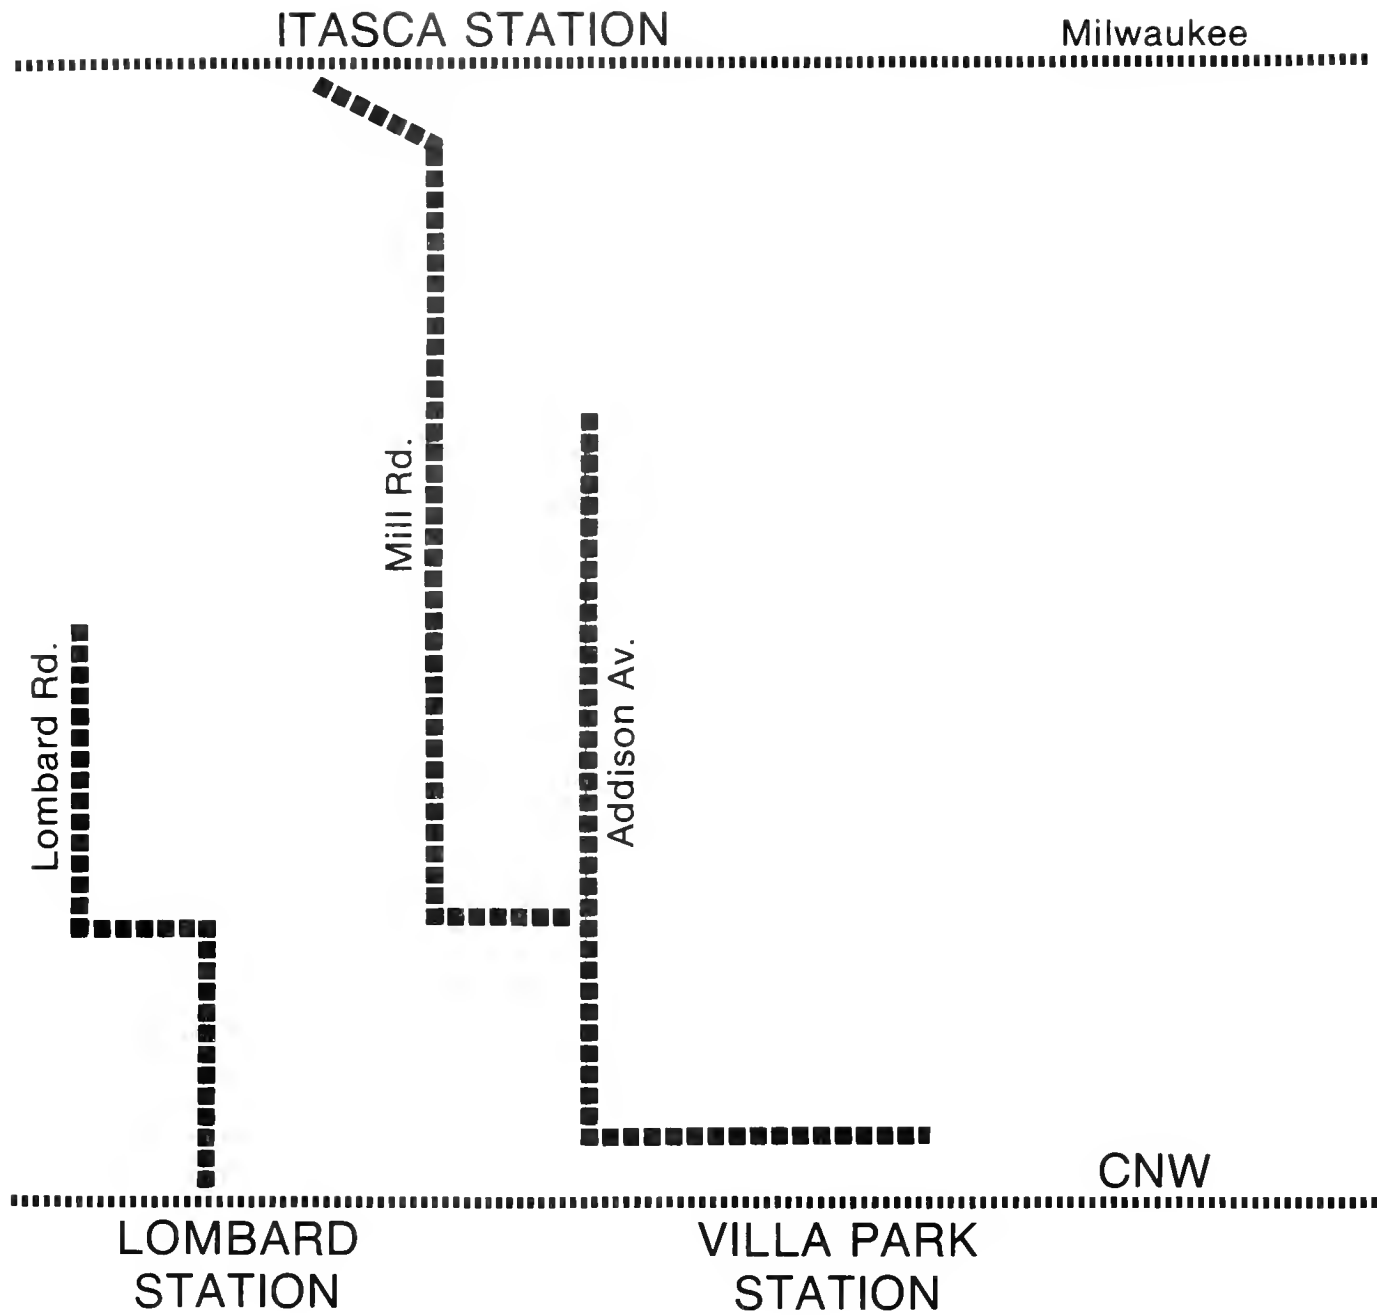 ITASCA STATION
Milwaukee
Mill Rd.
Lombard Rd.
Addison Av.
CNW
LOMBARD
STATION
VILLA PARK
STATION